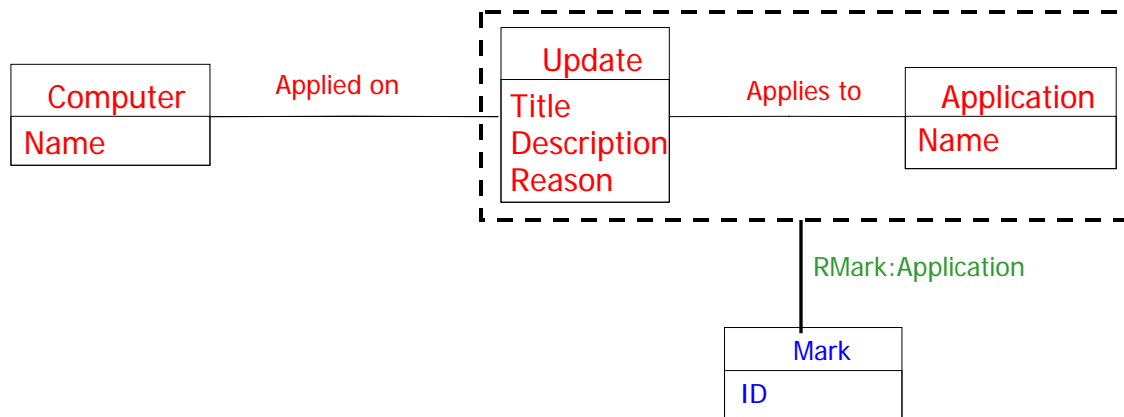 Computer
Name
Applied on
Update
Title
Description
Reason
Applies to
Application
Name
RMark:Application
Mark
ID